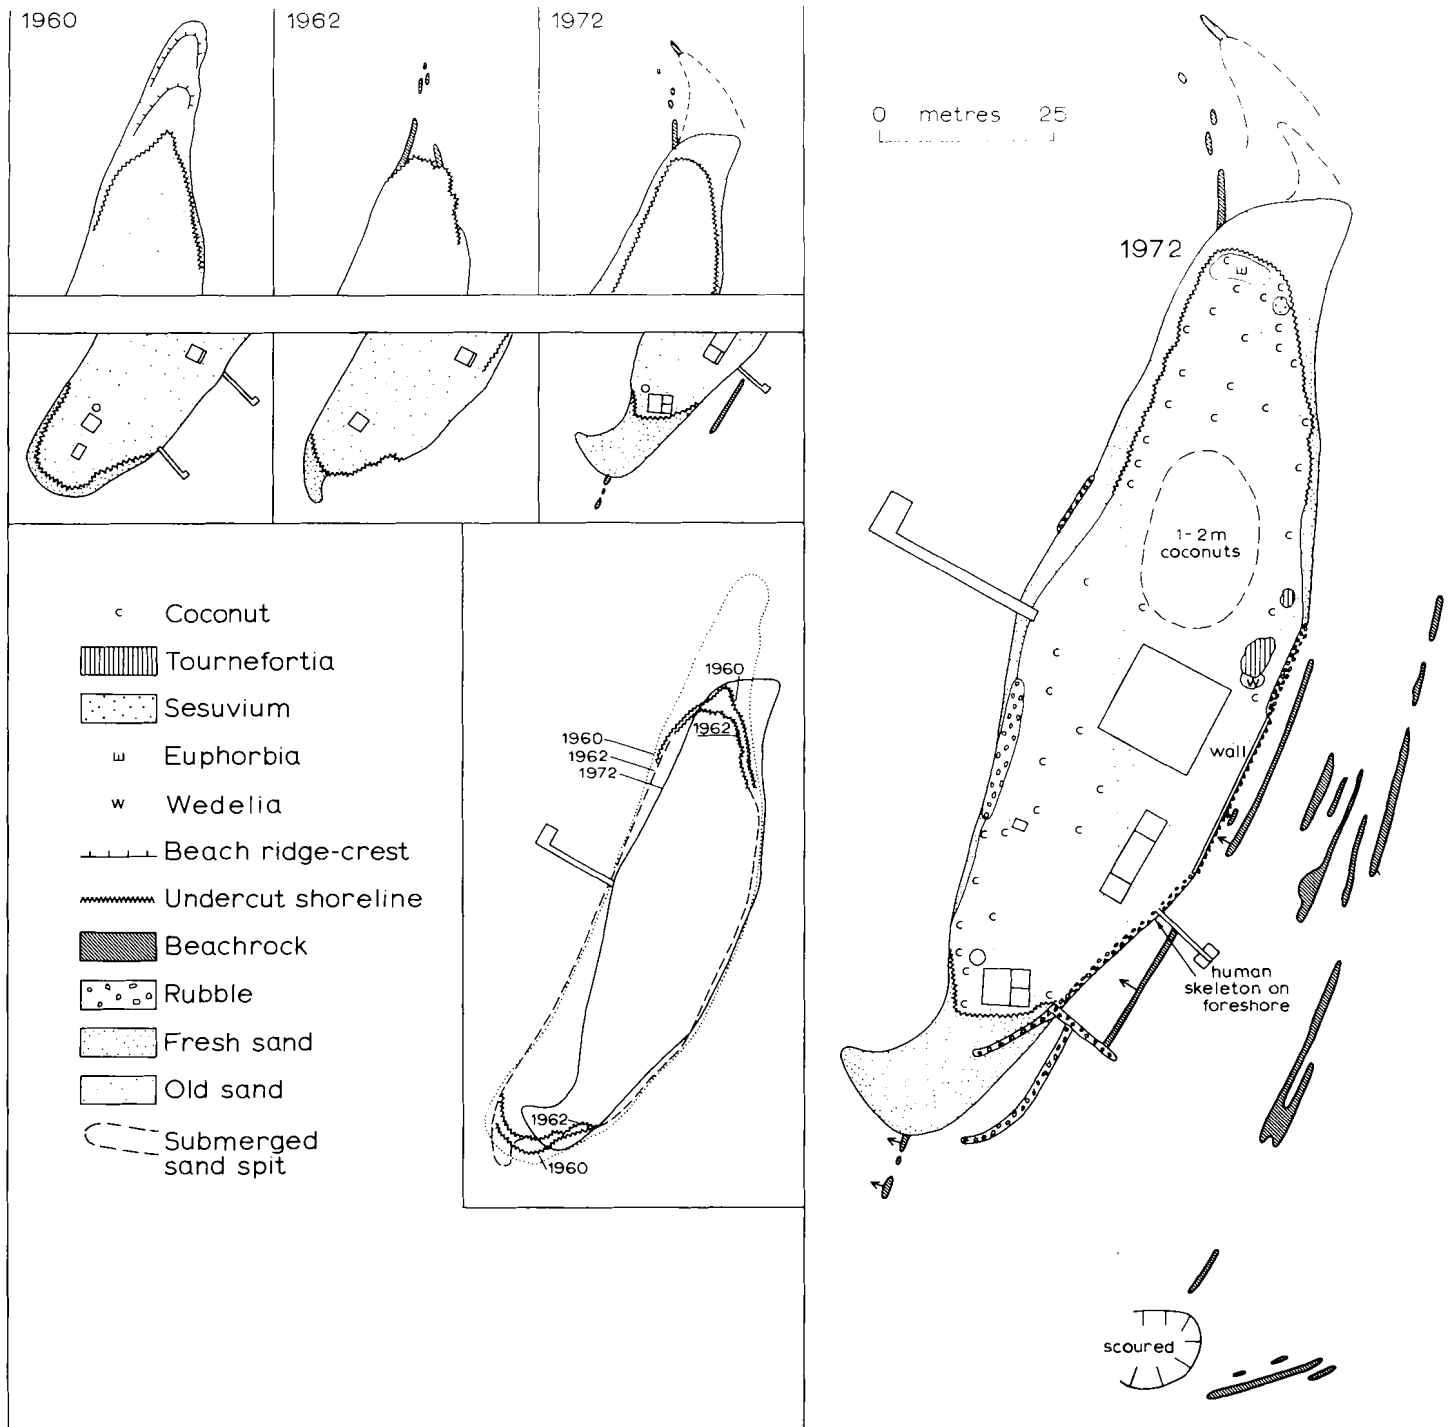 1960
1962
1972
0 metres 25
1972
E
1-2m
coconuts
W
wall
human
skeleton on
foreshore
scoured
c Coconut
Tournefortia
Sesuvium
E Euphorbia
W Wedelia
Beach ridge-crest
Undercut shoreline
Beachrock
Rubble
Fresh sand
Old sand
Submerged
sand spit
1960
1962
1960
1962
1972
1962
1960